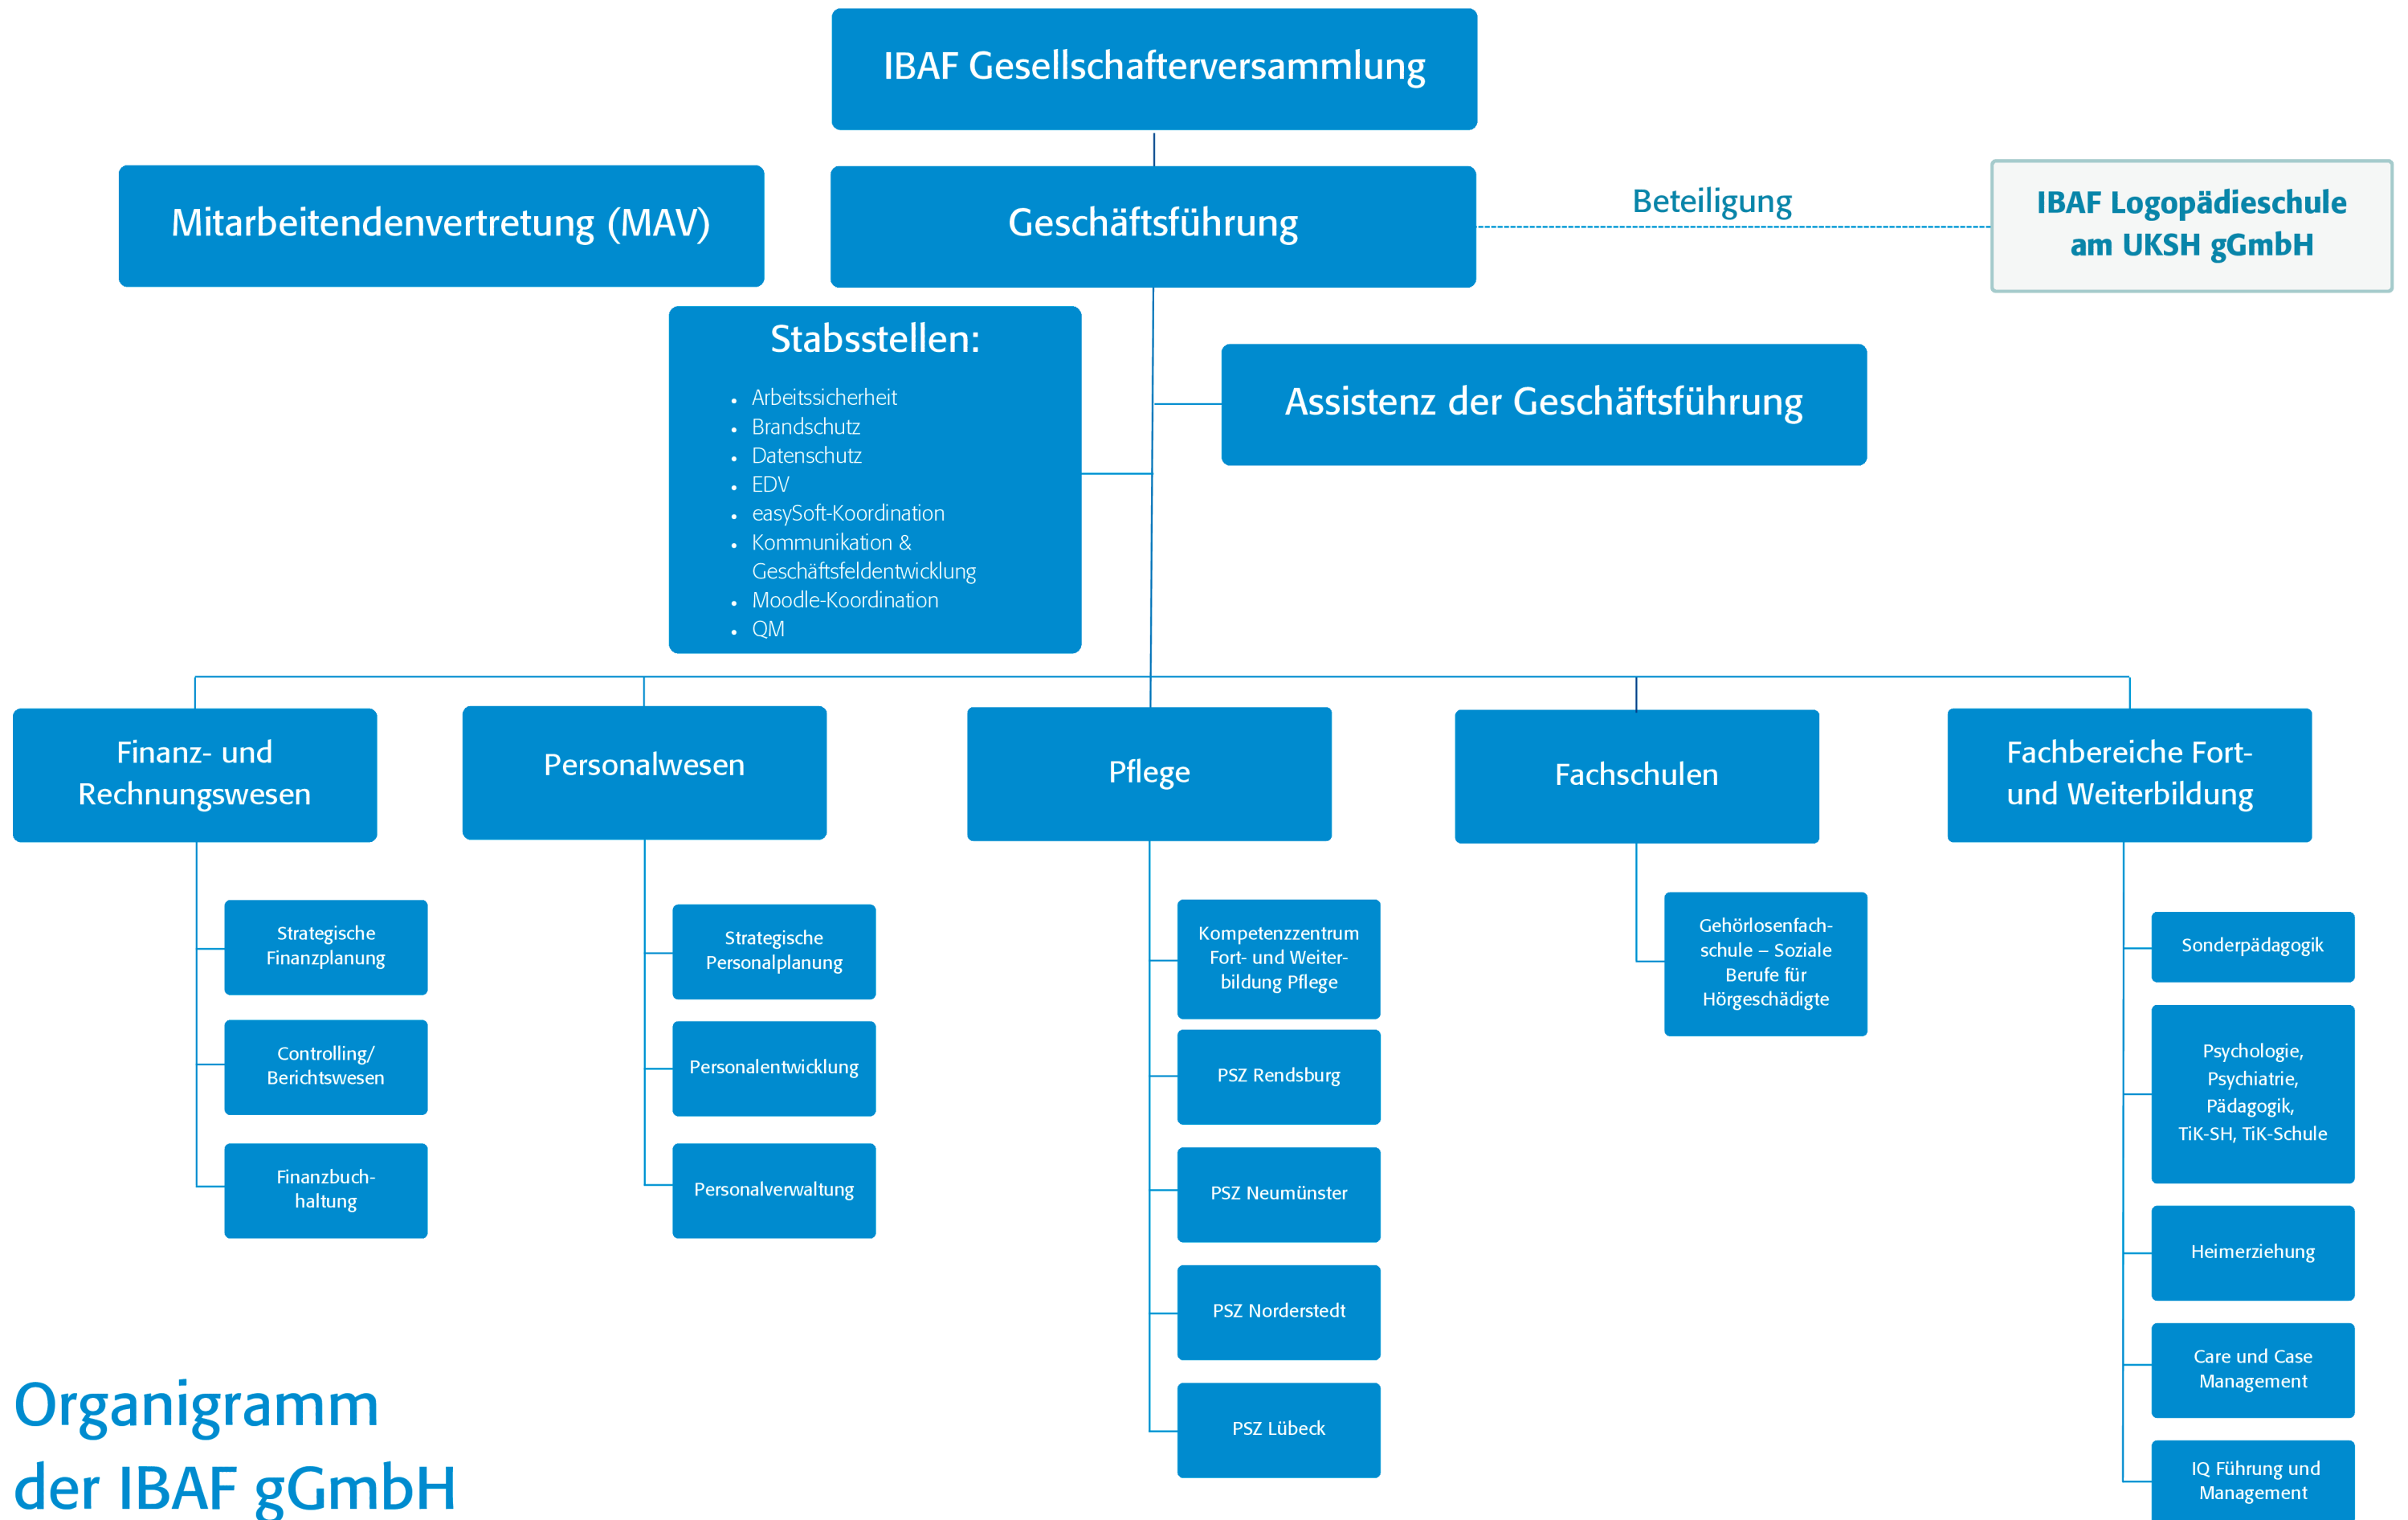 IBAF Gesellschafterversammlung
Mitarbeitendenvertretung (MAV)
Geschäftsführung
Beteiligung
IBAF Logopädieschule
am UKSH gGmbH
Stabsstellen:
• Arbeitssicherheit
• Brandschutz
• Datenschutz
• EDV
• easySoft-Koordination
• Kommunikation &
Geschäftsfeldentwicklung
• Moodle-Koordination
• QM
Assistenz der Geschäftsführung
Finanz- und
Rechnungswesen
Strategische
Finanzplanung
Controlling/
Berichtswesen
Finanzbuch-
haltung
Personalwesen
Strategische
Personalplanung
Personalentwicklung
Personalverwaltung
Pflege
Kompetenzzentrum
Fort- und Weiter-
bildung Pflege
PSZ Rendsburg
PSZ Neumünster
PSZ Norderstedt
PSZ Lübeck
Fachschulen
Gehörlosenfach-
schule – Soziale
Berufe für
Hörgeschädigte
Fachbereiche Fort-
und Weiterbildung
Sonderpädagogik
Psychologie,
Psychiatrie,
Pädagogik,
TiK-SH, TiK-Schule
Heimerziehung
Care und Case
Management
IQ Führung und
Management
Organigramm
der IBAF gGmbH